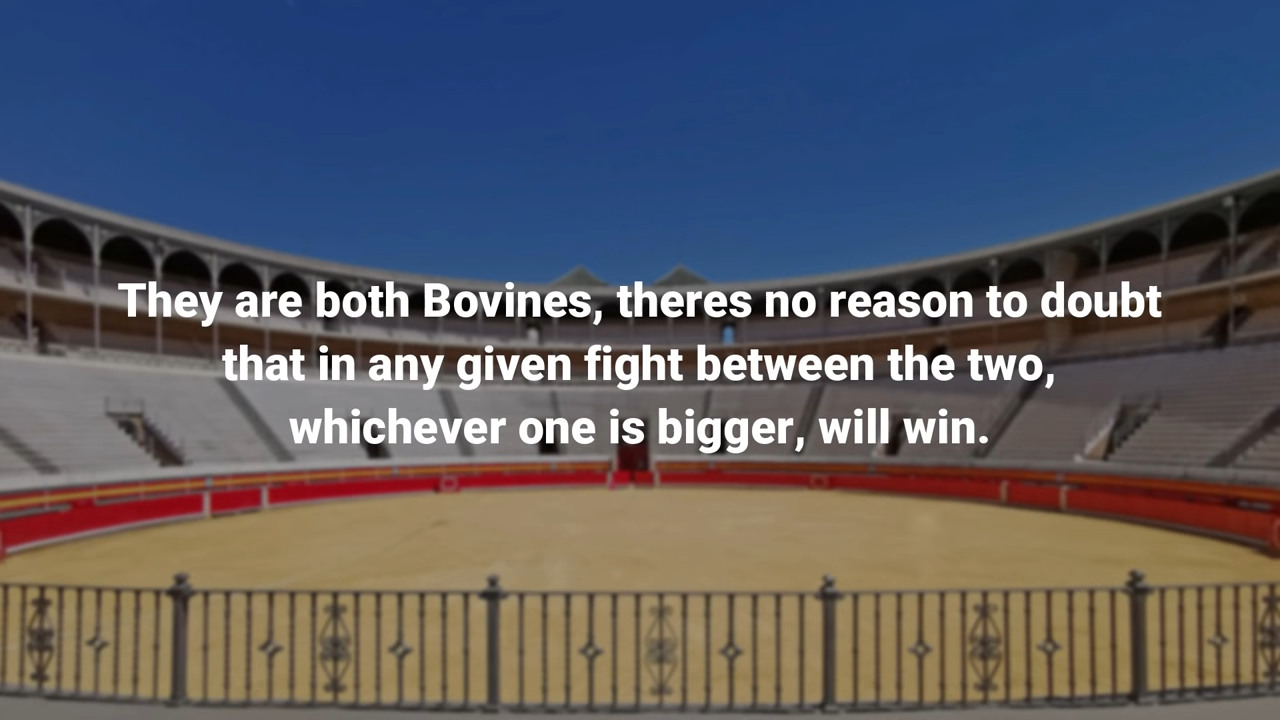 They are both Bovines, theres no reason to doubt
that in any given fight between the two,
whichever one is bigger, will win.